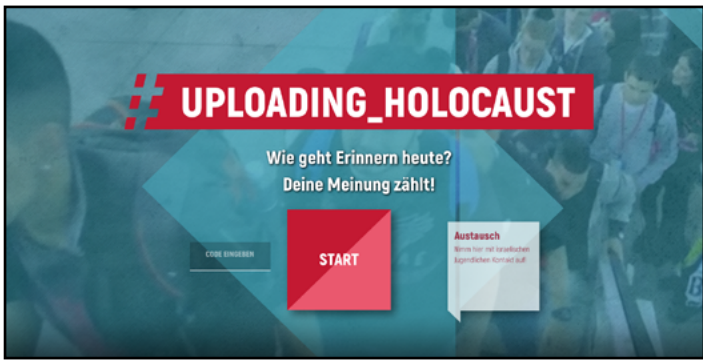 # UPLOADING_HOLOCAUST
Wie geht Erinnern heute?
Deine Meinung zählt!
CODE EINGEBEN
START
Austausch
Nimm hier mit israelischen
Jugendlichen Kontakt auf!